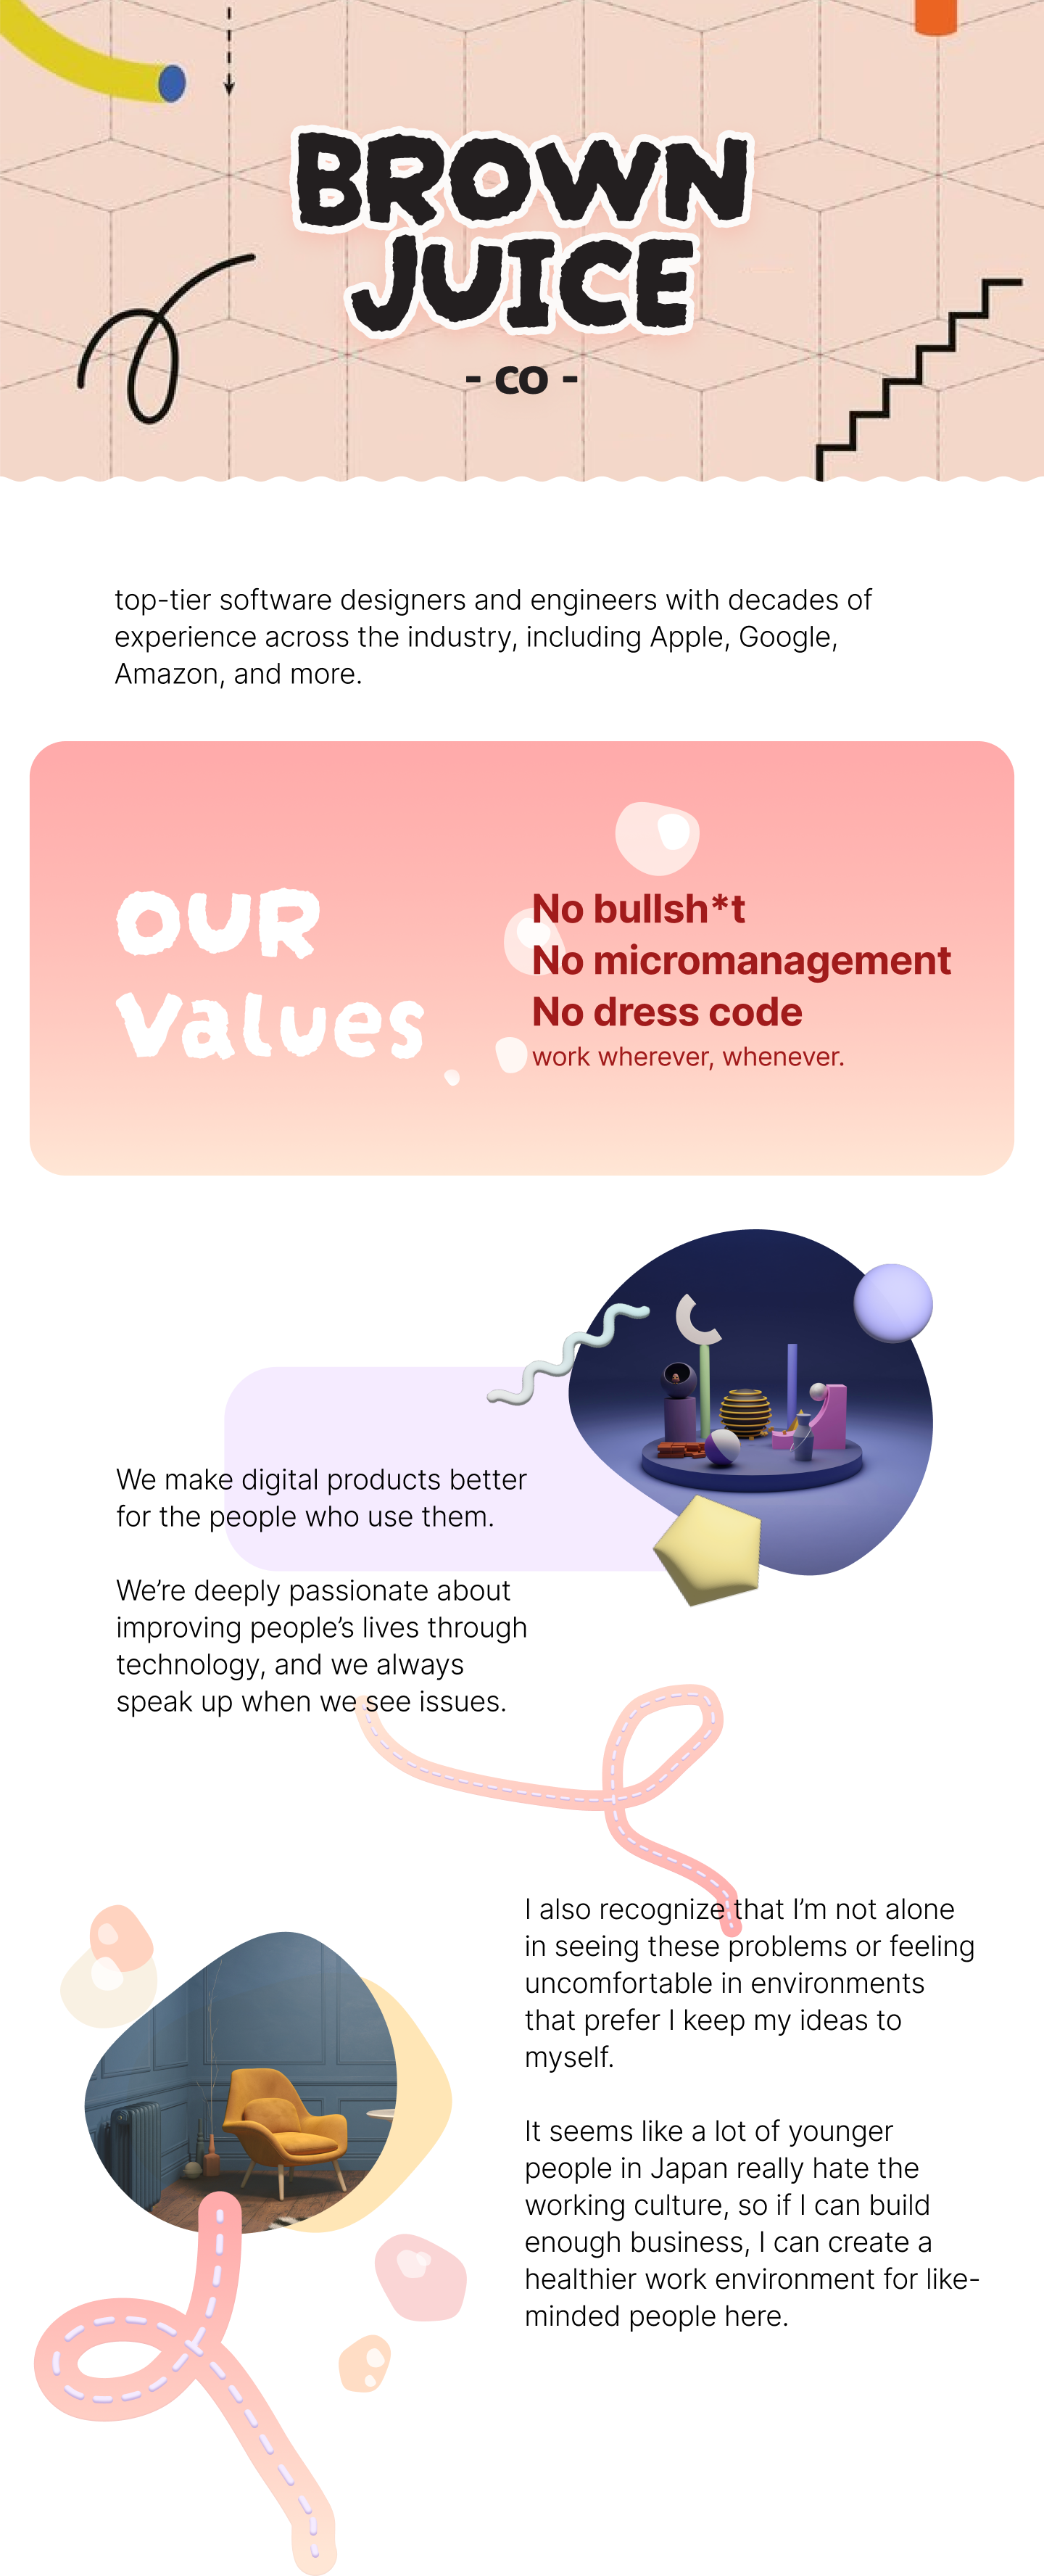 BROWN
JUICE
- co -
top-tier software designers and engineers with decades of
experience across the industry, including Apple, Google,
Amazon, and more.
OUR
Values
No bullsh*t
No micromanagement
No dress code
work wherever, whenever.
We make digital products better
for the people who use them.
We’re deeply passionate about
improving people’s lives through
technology, and we always
speak up when we see issues.
I also recognize that I’m not alone
in seeing these problems or feeling
uncomfortable in environments
that prefer I keep my ideas to
myself.
It seems like a lot of younger
people in Japan really hate the
working culture, so if I can build
enough business, I can create a
healthier work environment for like-
minded people here.